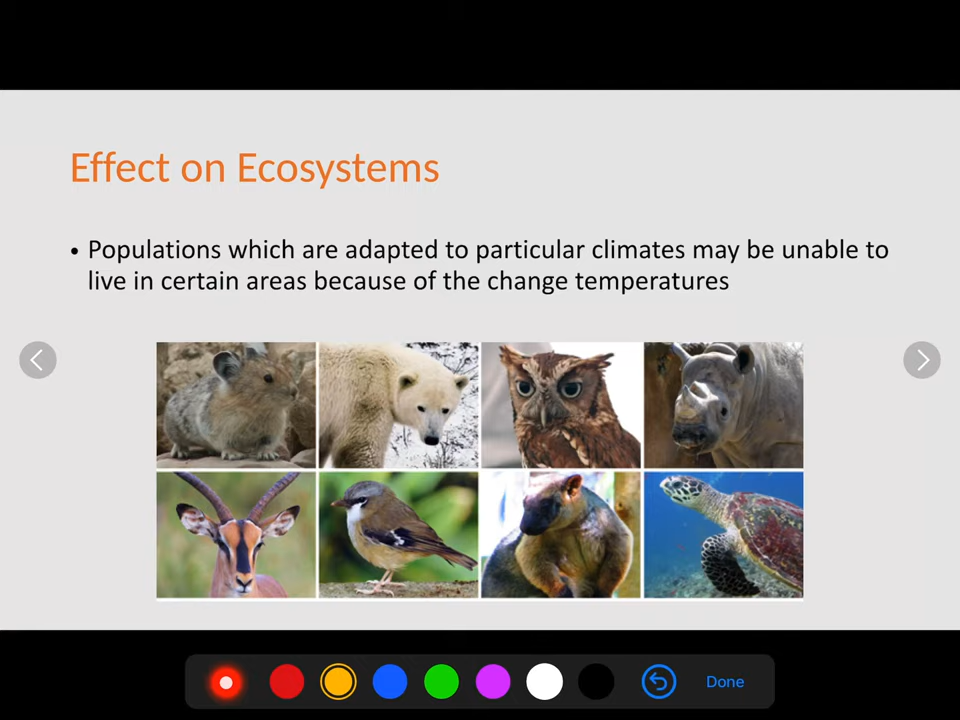 Effect on Ecosystems
• Populations which are adapted to particular climates may be unable to
live in certain areas because of the change temperatures
Done